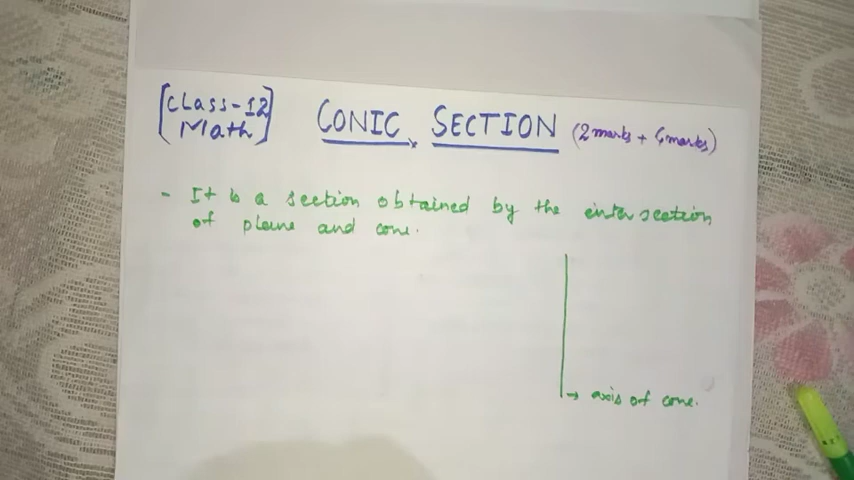 [Class-12
Math]
CONIC SECTION (2 marks + 4 marks)
- It is a section obtained by the intersection
of plane and cone.
→ axis of cone.